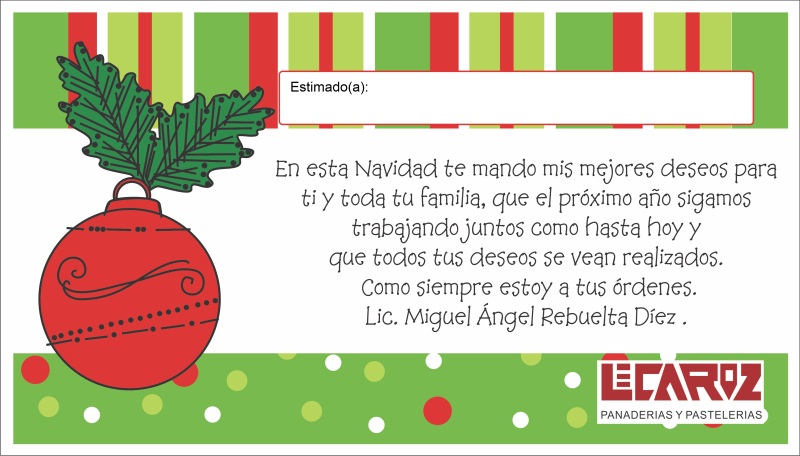 Estimado(a):
En esta Navidad te mando mis mejores deseos para
ti y toda tu familia, que el próximo año sigamos
trabajando juntos como hasta hoy y
que todos tus deseos se vean realizados.
Como siempre estoy a tus órdenes.
Lic. Miguel Ángel Rebuelta Díez .
LECAROZ
PANADERIAS Y PASTELERIAS